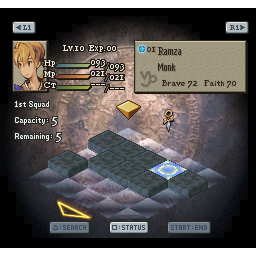 ◀L1
R1▶
Lv.10 Exp.00
Hp 093/093
Mp 021/021
CT ---/---
01 Ramza
Monk
Brave 72 Faith 70
1st Squad
Capacity: 5
Remaining: 5
△:SEARCH □:STATUS START:END